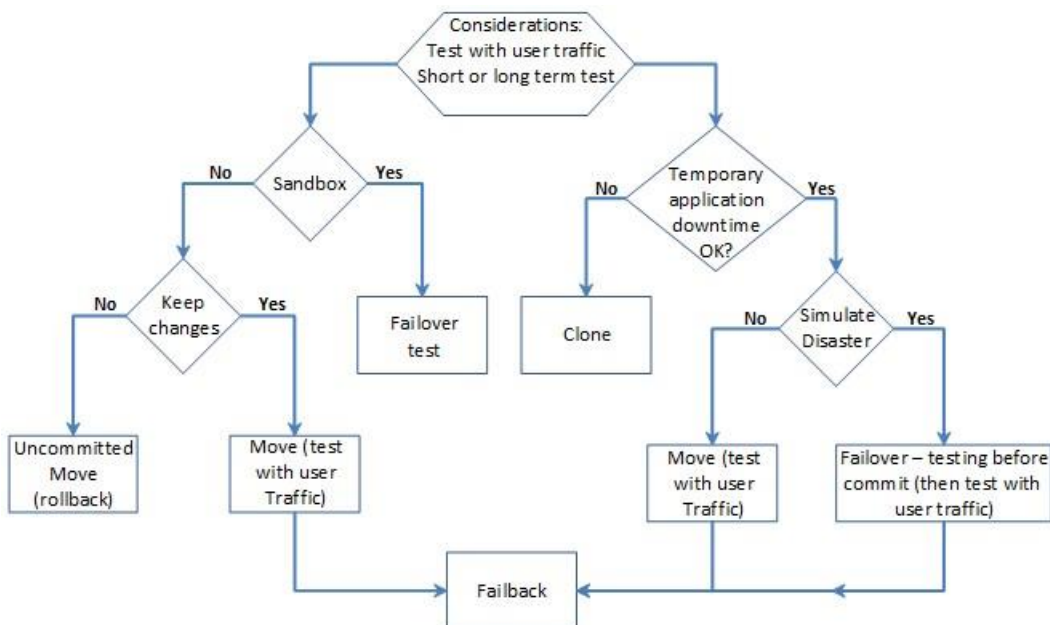 Considerations:
Test with user traffic
Short or long term test
No
Sandbox
Yes
No
Temporary
application
downtime
OK?
Yes
No
Keep
changes
Yes
Failover
test
Clone
No
Simulate
Disaster
Yes
Uncommitted
Move
(rollback)
Move (test
with user
Traffic)
Move (test
with user
Traffic)
Failover – testing before
commit (then test with
user traffic)
Failback